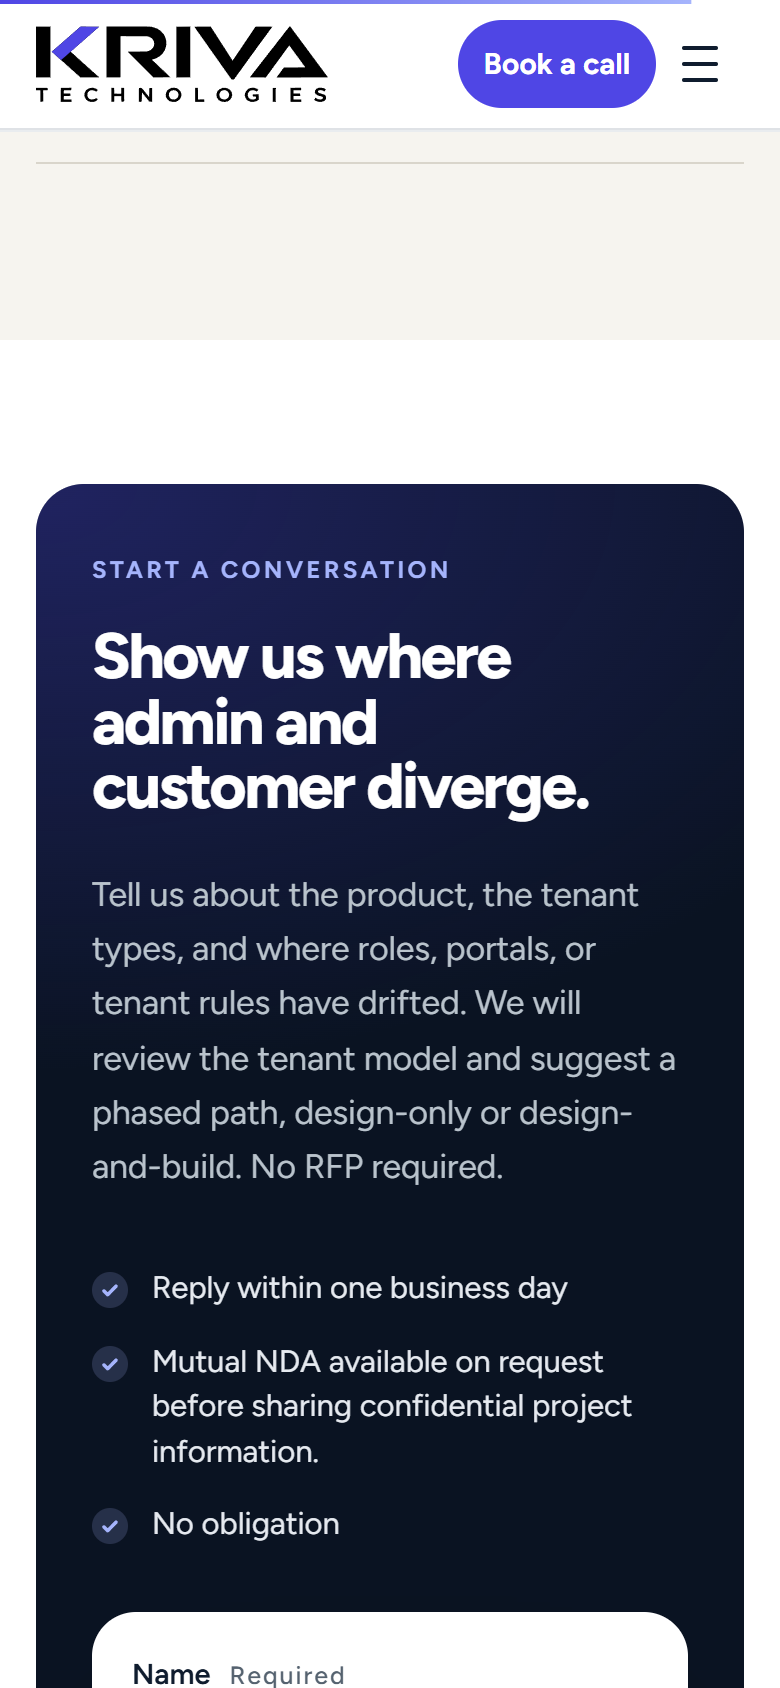 KRIVA
TECHNOLOGIES
Book a call
START A CONVERSATION
Show us where
admin and
customer diverge.
Tell us about the product, the tenant
types, and where roles, portals, or
tenant rules have drifted. We will
review the tenant model and suggest a
phased path, design-only or design-
and-build. No RFP required.
Reply within one business day
Mutual NDA available on request
before sharing confidential project
information.
No obligation
Name Required